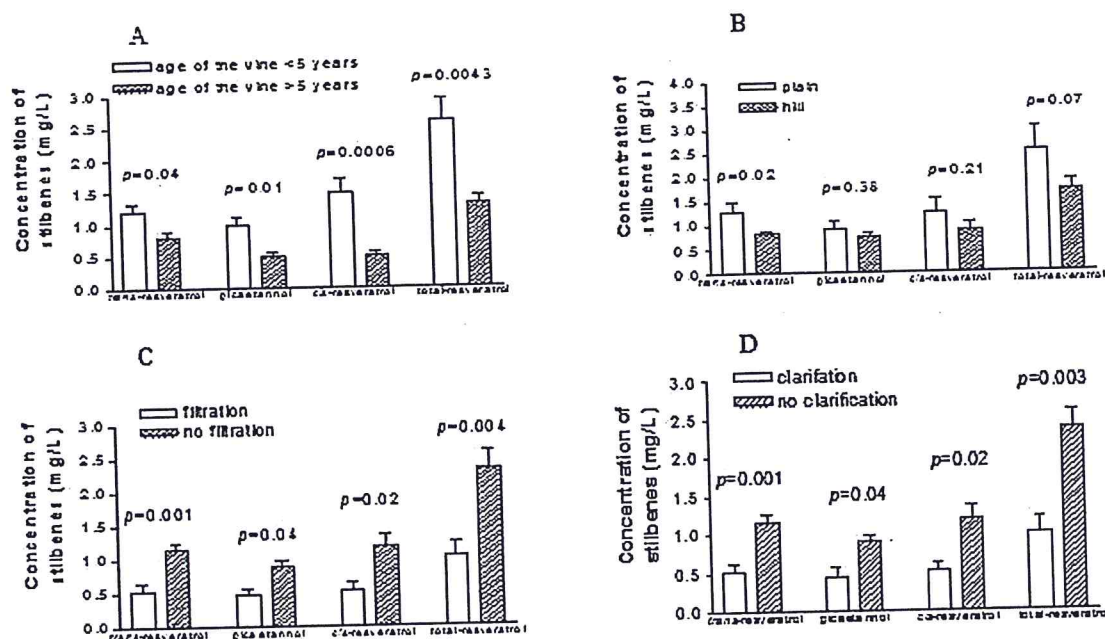 A
age of the vine <5 years
age of the vine >5 years
Concentration of
stilbenes (mg/L)
3.0
2.5
2.0
1.5
1.0
0.5
0.0
p=0.04
p=0.01
p=0.0006
p=0.0043
trans-resveratrol
piceatannol
cis-resveratrol
total-resveratrol
B
plain
hill
Concentration of
stilbenes (mg/L)
4.0
3.5
3.0
2.5
2.0
1.5
1.0
0.5
0.0
p=0.02
p=0.38
p=0.21
p=0.07
trans-resveratrol
piceatannol
cis-resveratrol
total-resveratrol
C
filtration
no filtration
Concentration of
stilbenes (mg/L)
3.0
2.5
2.0
1.5
1.0
0.5
0.0
p=0.001
p=0.04
p=0.02
p=0.004
trans-resveratrol
piceatannol
cis-resveratrol
total-resveratrol
D
clarifation
no clarification
Concentration of
stilbenes (mg/L)
3.0
2.5
2.0
1.5
1.0
0.5
0.0
p=0.001
p=0.04
p=0.02
p=0.003
trans-resveratrol
piceatannol
cis-resveratrol
total-resveratrol